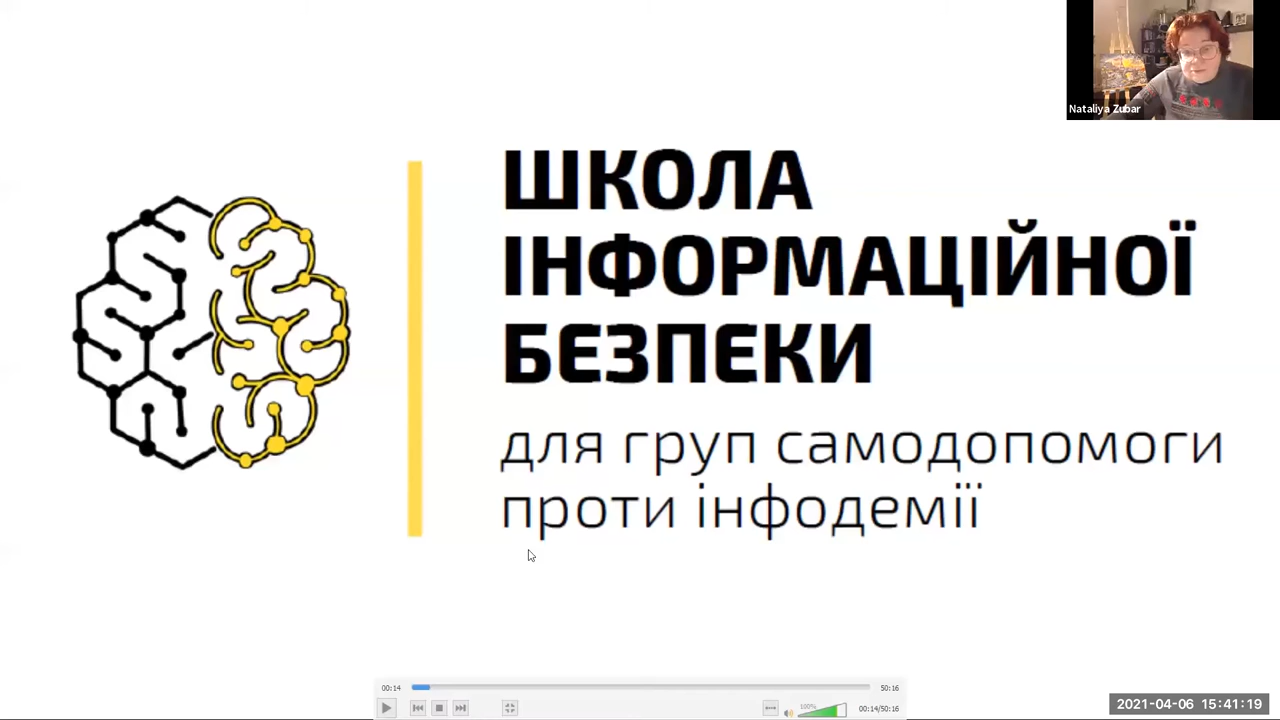 Nataliya Zubar
ШКОЛА
ІНФОРМАЦІЙНОЇ
БЕЗПЕКИ
для груп самодопомоги
проти інфодемії
00:14
50:16
100%
00:14/50:16
2021-04-06 15:41:19